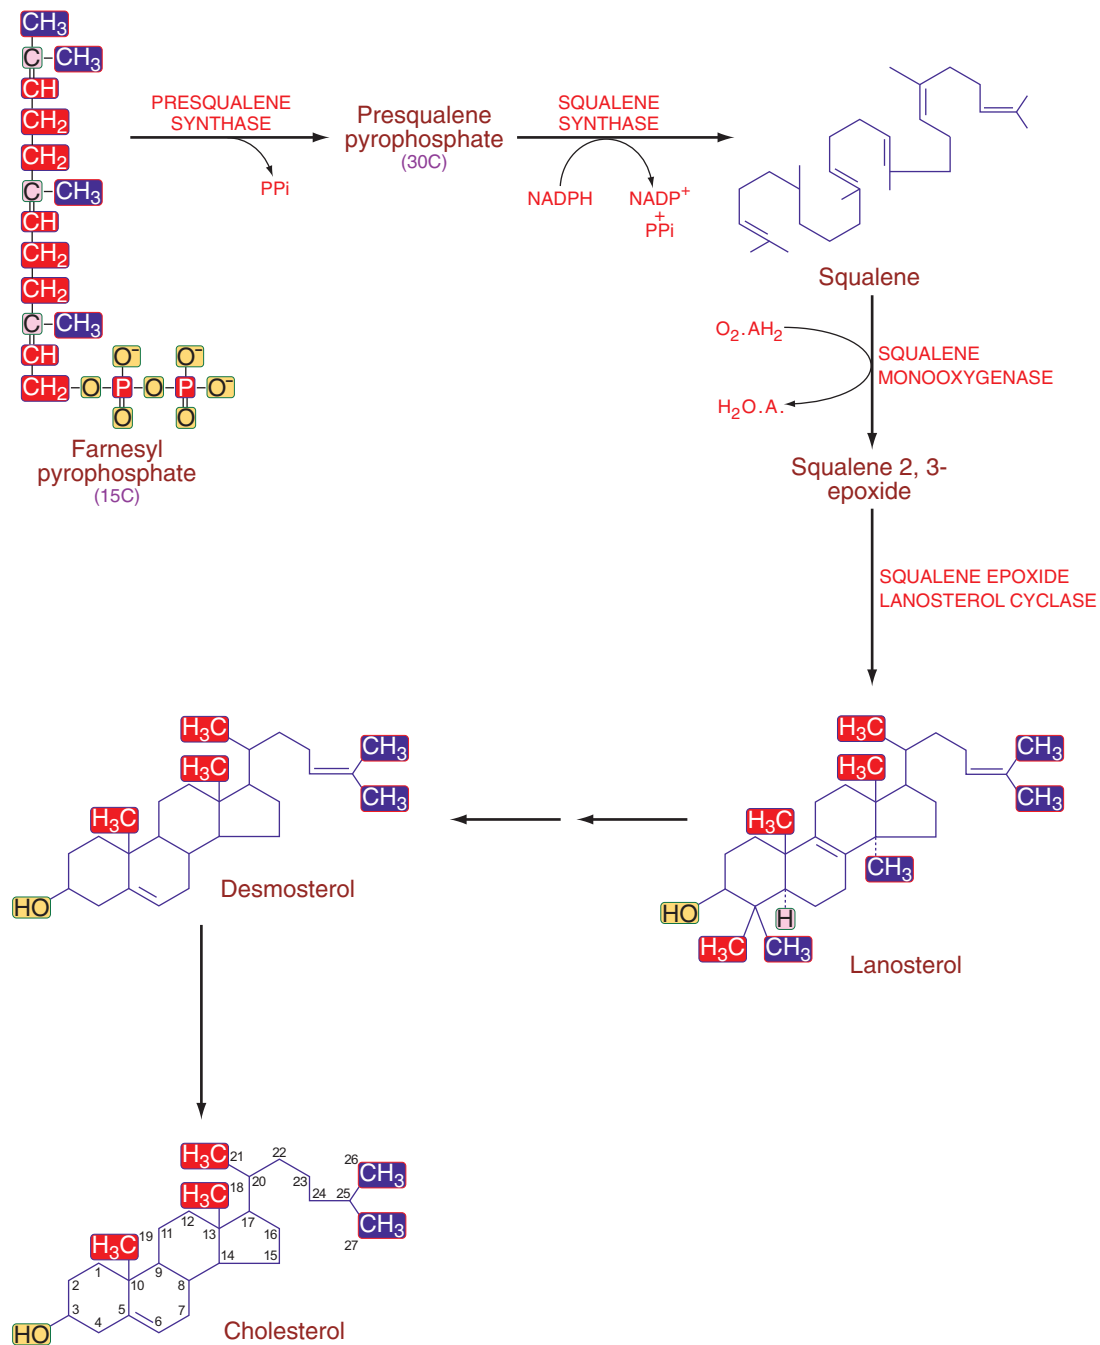 CH3
C-CH3
CH
CH2
CH2
C-CH3
CH
CH2
CH2
C-CH3
CH
O- O-
CH2-O-P-O-P-O-
O O
Farnesyl
pyrophosphate
(15C)
PRESQUALENE
SYNTHASE
PPi
Presqualene
pyrophosphate
(30C)
SQUALENE
SYNTHASE
NADPH
NADP+
+
PPi
Squalene
O2.AH2
SQUALENE
MONOOXYGENASE
H2O.A.
Squalene 2, 3-
epoxide
SQUALENE EPOXIDE
LANOSTEROL CYCLASE
H3C
CH3
H3C
CH3
H3C
CH3
HO
H
H3C CH3
Lanosterol
H3C
CH3
H3C
CH3
H3C
HO
Desmosterol
H3C 21 22
26 CH3
20 23
H3C 18 24 25
CH3
27
12 17
19 11 13 16
H3C
1 9 14 15
2 10 8
3 5 7
4 6
HO
Cholesterol